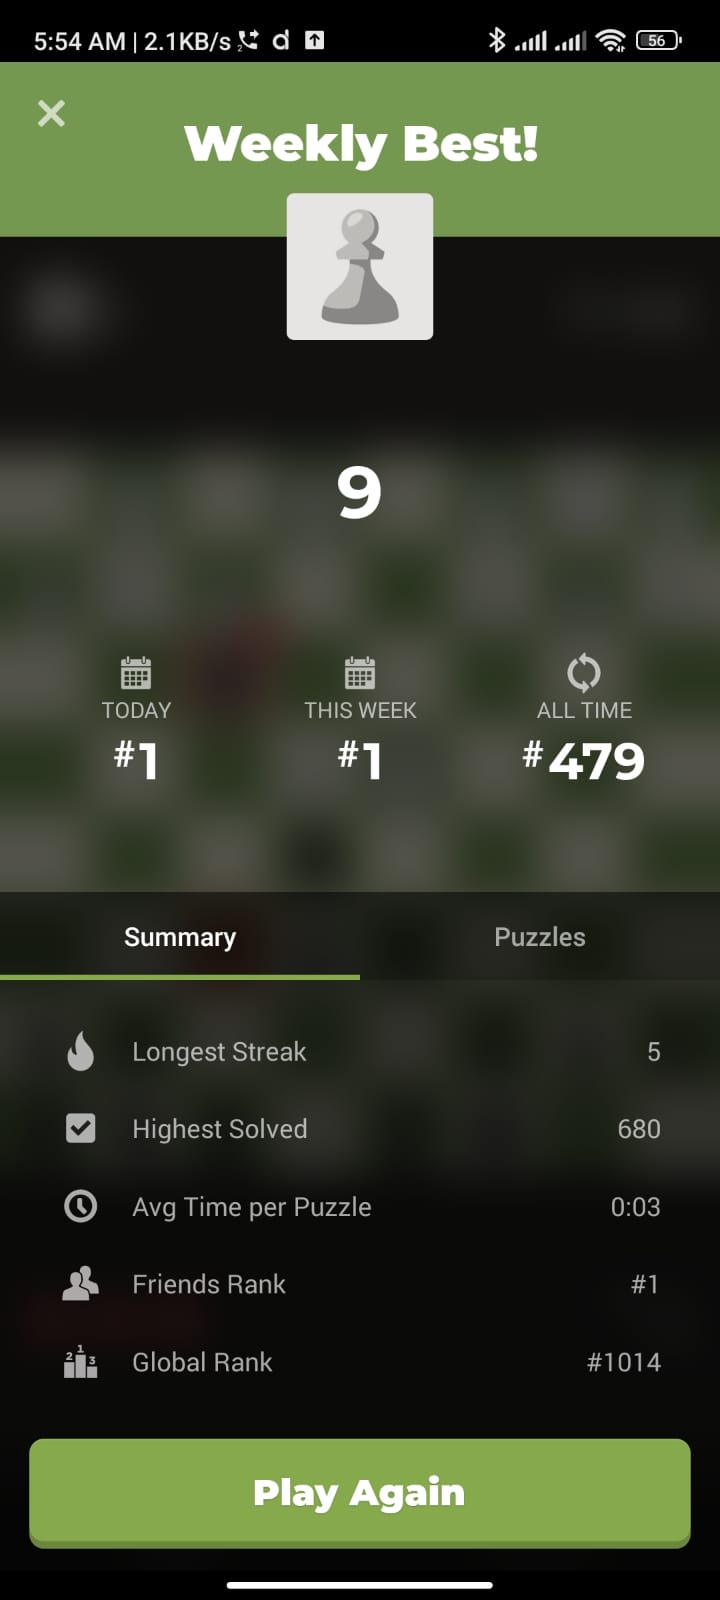 5:54 AM | 2.1KB/s
56
Weekly Best!
9
TODAY THIS WEEK ALL TIME
#1 #1 #479
Summary Puzzles
Longest Streak 5
Highest Solved 680
Avg Time per Puzzle 0:03
Friends Rank #1
Global Rank #1014
Play Again